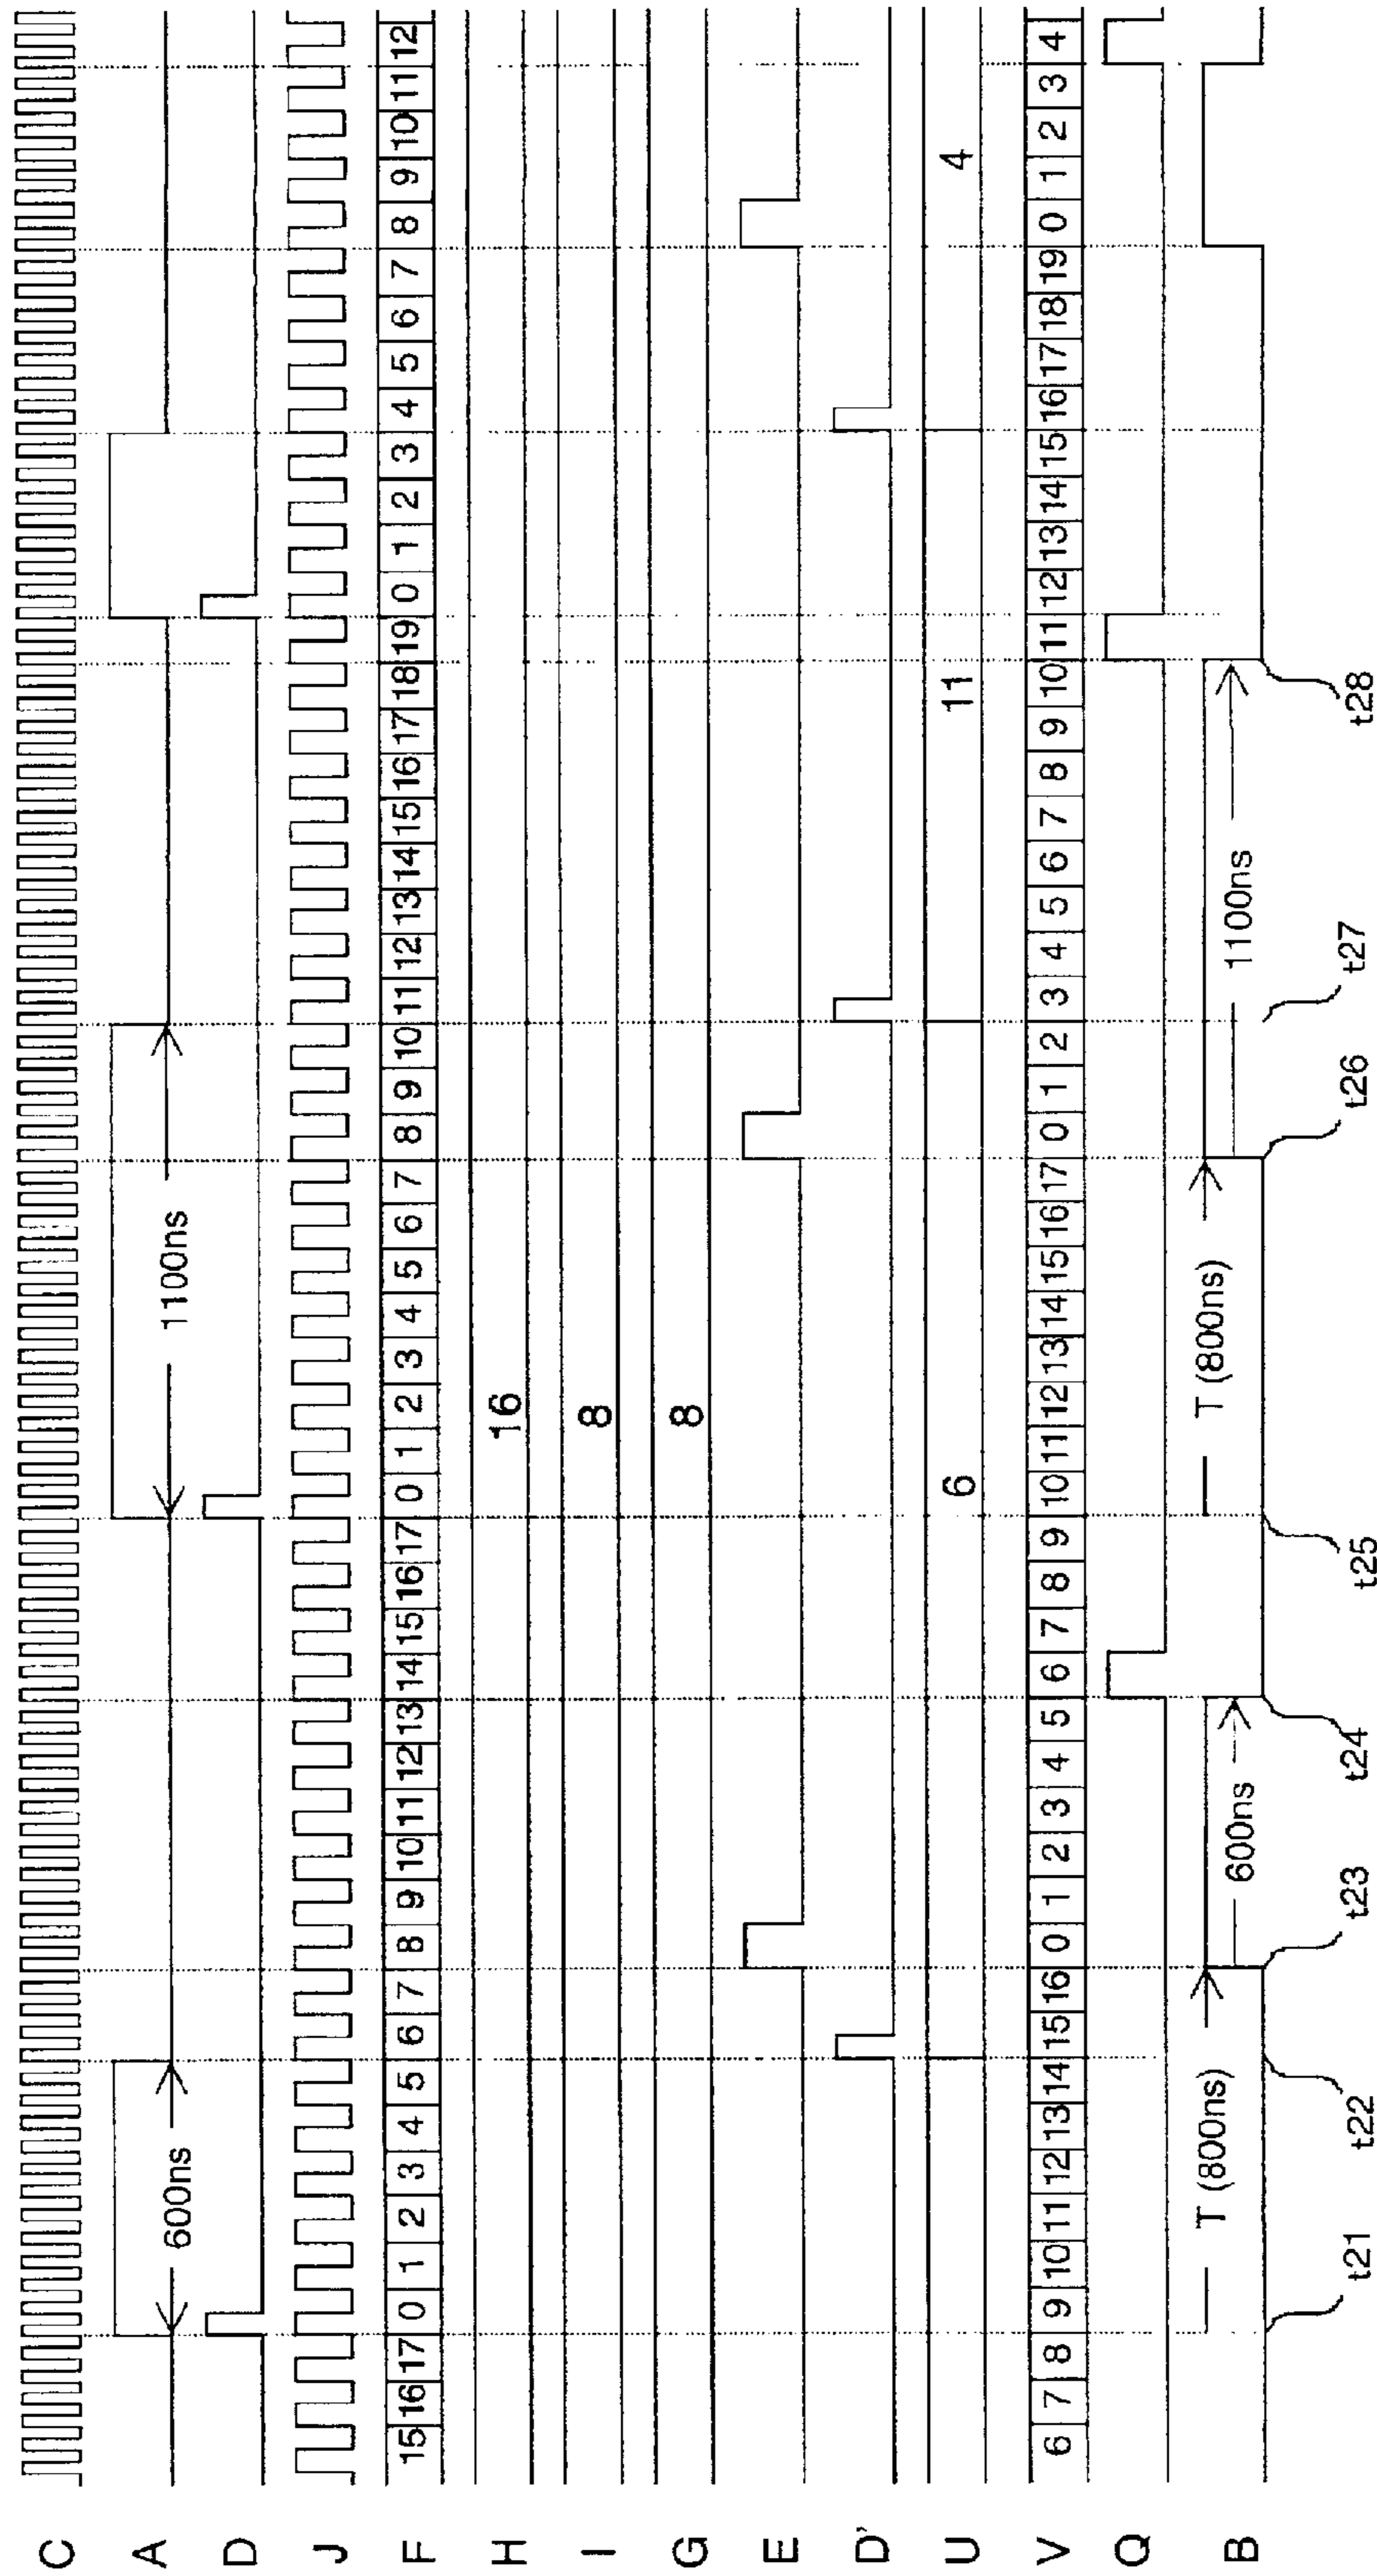 C
A 600ns 1100ns
D
J
F 15 16 17 0 1 2 3 4 5 6 7 8 9 10 11 12 13 14 15 16 17 0 1 2 3 4 5 6 7 8 9 10 11 12 13 14 15 16 17 18 19 0 1 2 3 4 5 6 7 8 9 10 11 12
H 16
I 8
G 8
E
D'
U 6 11 4
V 6 7 8 9 10 11 12 13 14 15 16 0 1 2 3 4 5 6 7 8 9 10 11 12 13 14 15 16 17 0 1 2 3 4 5 6 7 8 9 10 11 12 13 14 15 16 17 18 19 0 1 2 3 4
Q
B T (800ns) 600ns T (800ns) 1100ns
t21 t22 t23 t24 t25 t26 t27 t28